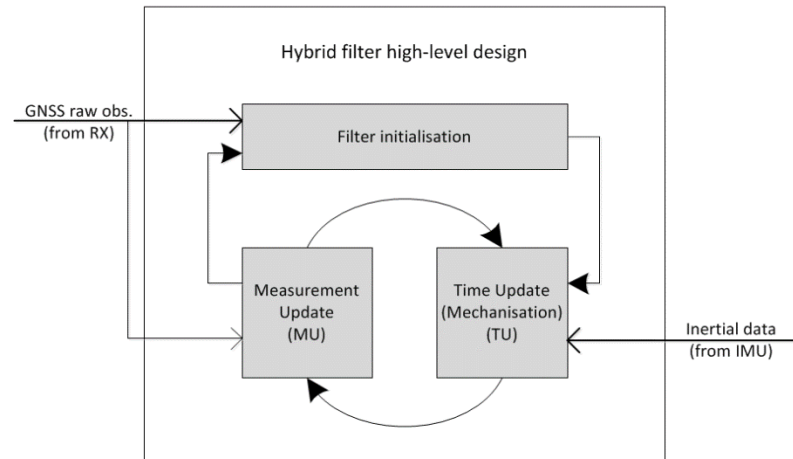 Hybrid filter high-level design
GNSS raw obs.
(from RX)
Filter initialisation
Measurement
Update
(MU)
Time Update
(Mechanisation)
(TU)
Inertial data
(from IMU)